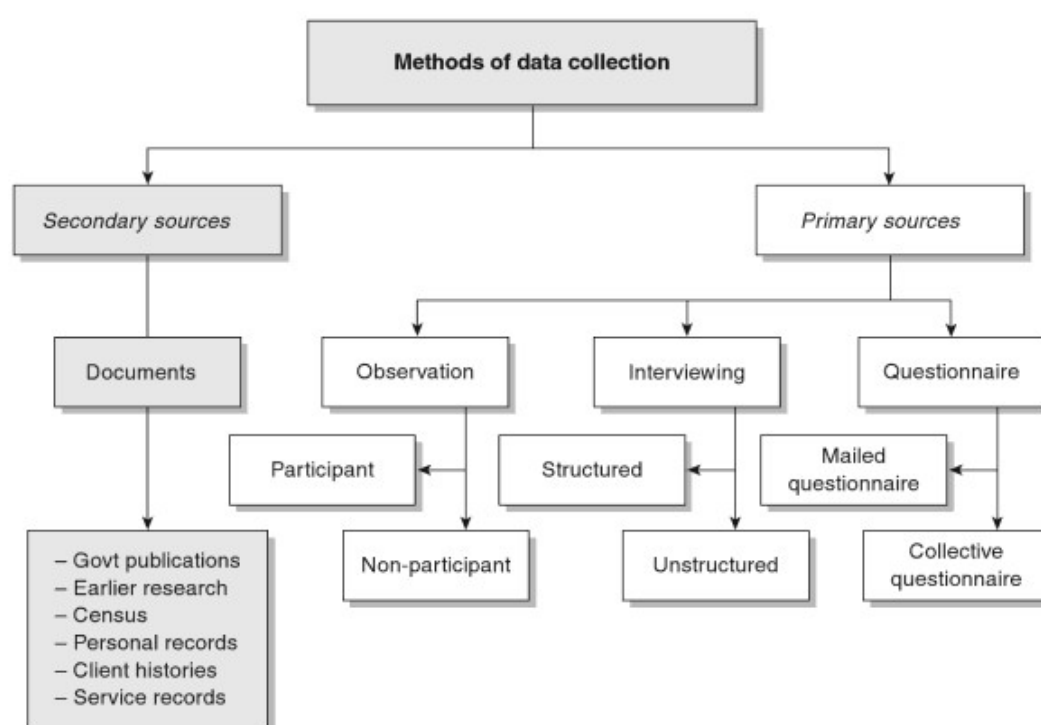 Methods of data collection
Secondary sources
Primary sources
Documents
Observation
Interviewing
Questionnaire
Participant
Structured
Mailed
questionnaire
Non-participant
Unstructured
Collective
questionnaire
– Govt publications
– Earlier research
– Census
– Personal records
– Client histories
– Service records